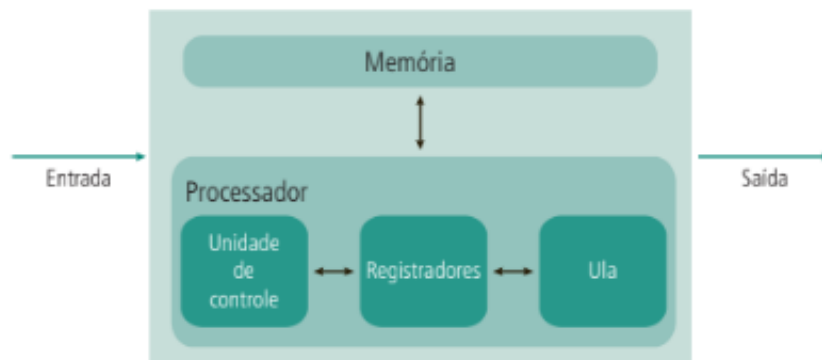 Memória
Entrada
Saída
Processador
Unidade
de
controle
Registradores
Ula